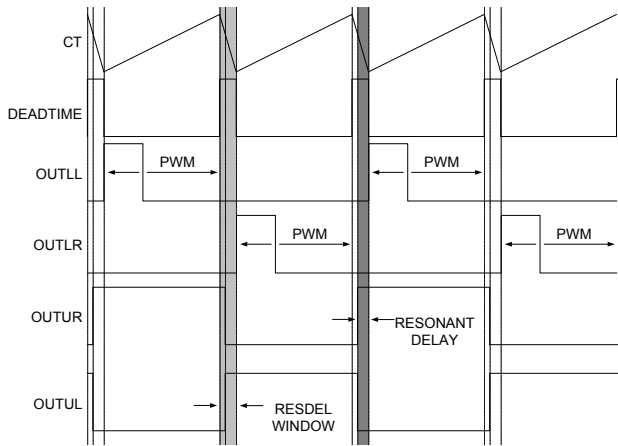 CT
DEADTIME
OUTLL
PWM
PWM
OUTLR
PWM
PWM
OUTUR
RESONANT
DELAY
OUTUL
RESDEL
WINDOW